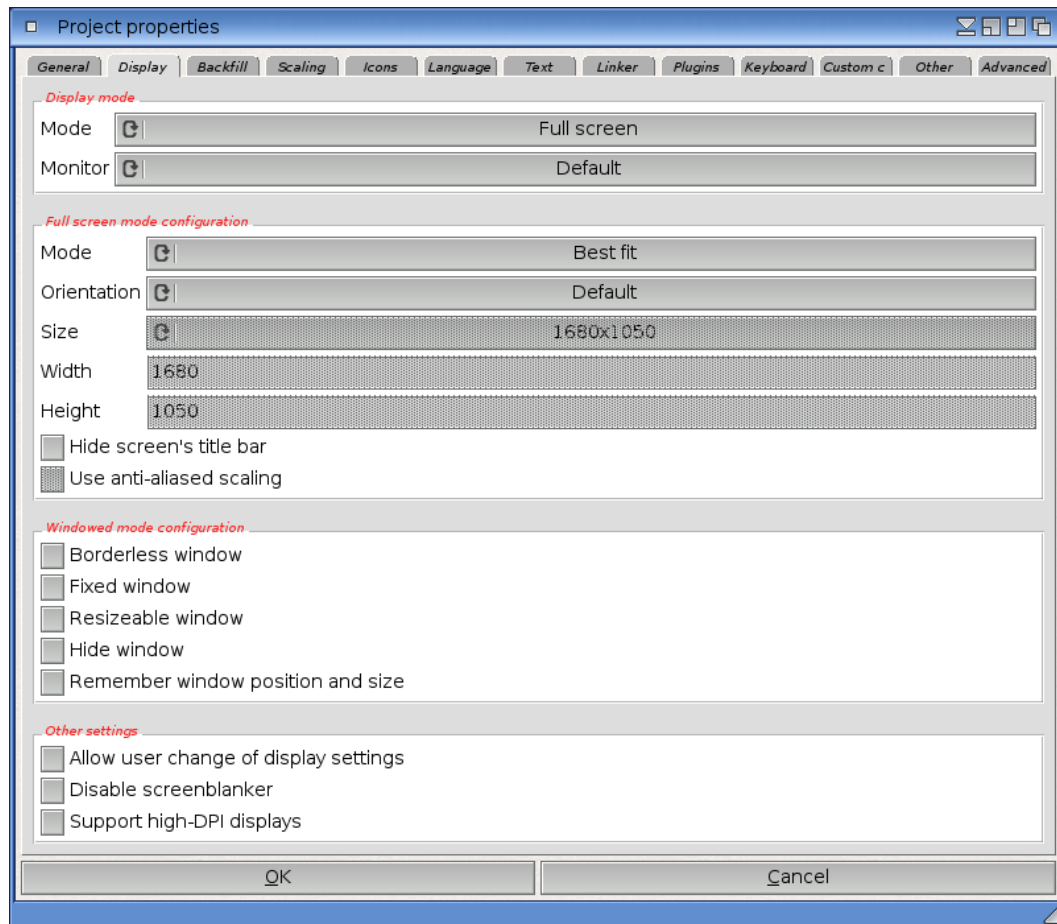 Project properties
General Display Backfill Scaling Icons Language Text Linker Plugins Keyboard Custom c Other Advanced
Display mode
Mode Full screen
Monitor Default
Full screen mode configuration
Mode Best fit
Orientation Default
Size 1680x1050
Width 1680
Height 1050
Hide screen's title bar
Use anti-aliased scaling
Windowed mode configuration
Borderless window
Fixed window
Resizeable window
Hide window
Remember window position and size
Other settings
Allow user change of display settings
Disable screenblanker
Support high-DPI displays
OK Cancel